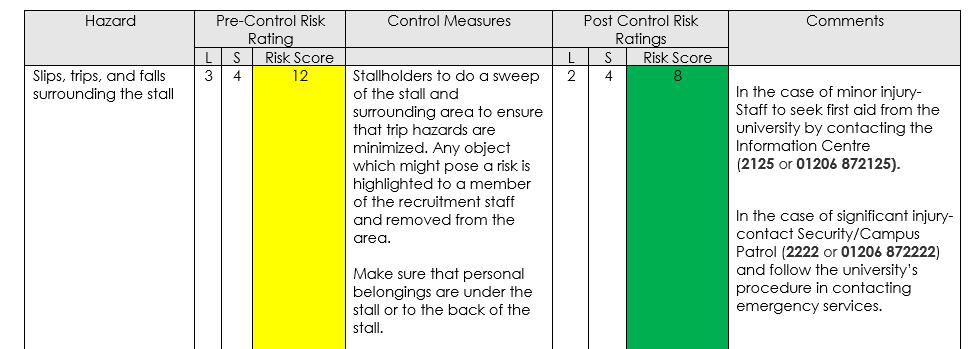 Hazard
Pre-Control Risk
Rating
Control Measures
Post Control Risk
Ratings
Comments
L
S
Risk Score
L
S
Risk Score
Slips, trips, and falls
surrounding the stall
3
4
12
Stallholders to do a sweep
of the stall and
surrounding area to ensure
that trip hazards are
minimized. Any object
which might pose a risk is
highlighted to a member
of the recruitment staff
and removed from the
area.
Make sure that personal
belongings are under the
stall or to the back of the
stall.
2
4
8
In the case of minor injury-
Staff to seek first aid from the
university by contacting the
Information Centre
(2125 or 01206 872125).
In the case of significant injury-
contact Security/Campus
Patrol (2222 or 01206 872222)
and follow the university’s
procedure in contacting
emergency services.